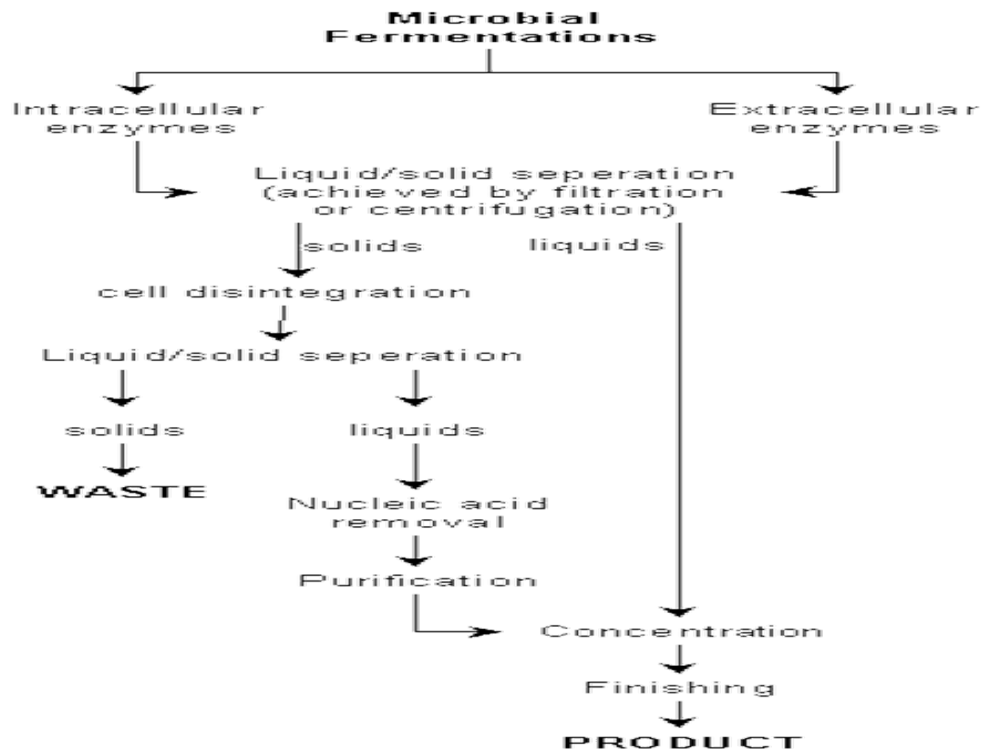 Microbial
Fermentations
Intracellular
enzymes
Extracellular
enzymes
Liquid/solid seperation
(achieved by filtration
or centrifugation)
solids
liquids
cell disintegration
Liquid/solid seperation
solids
liquids
WASTE
Nucleic acid
removal
Purification
Concentration
Finishing
PRODUCT